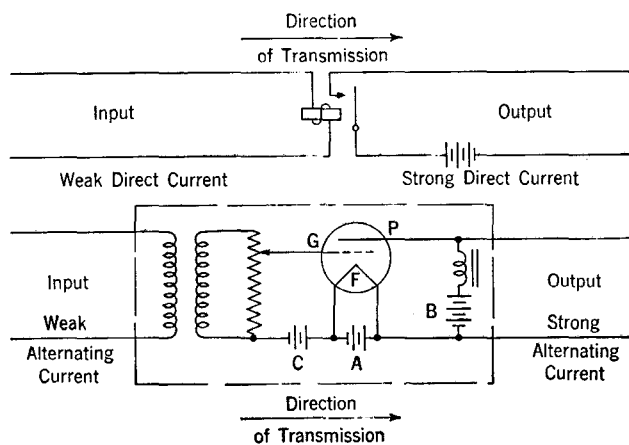 Direction
of Transmission
Input
Output
Weak Direct Current
Strong Direct Current
G
P
F
Input
Output
B
Weak
Strong
C
A
Alternating
Current
Alternating
Current
Direction
of Transmission